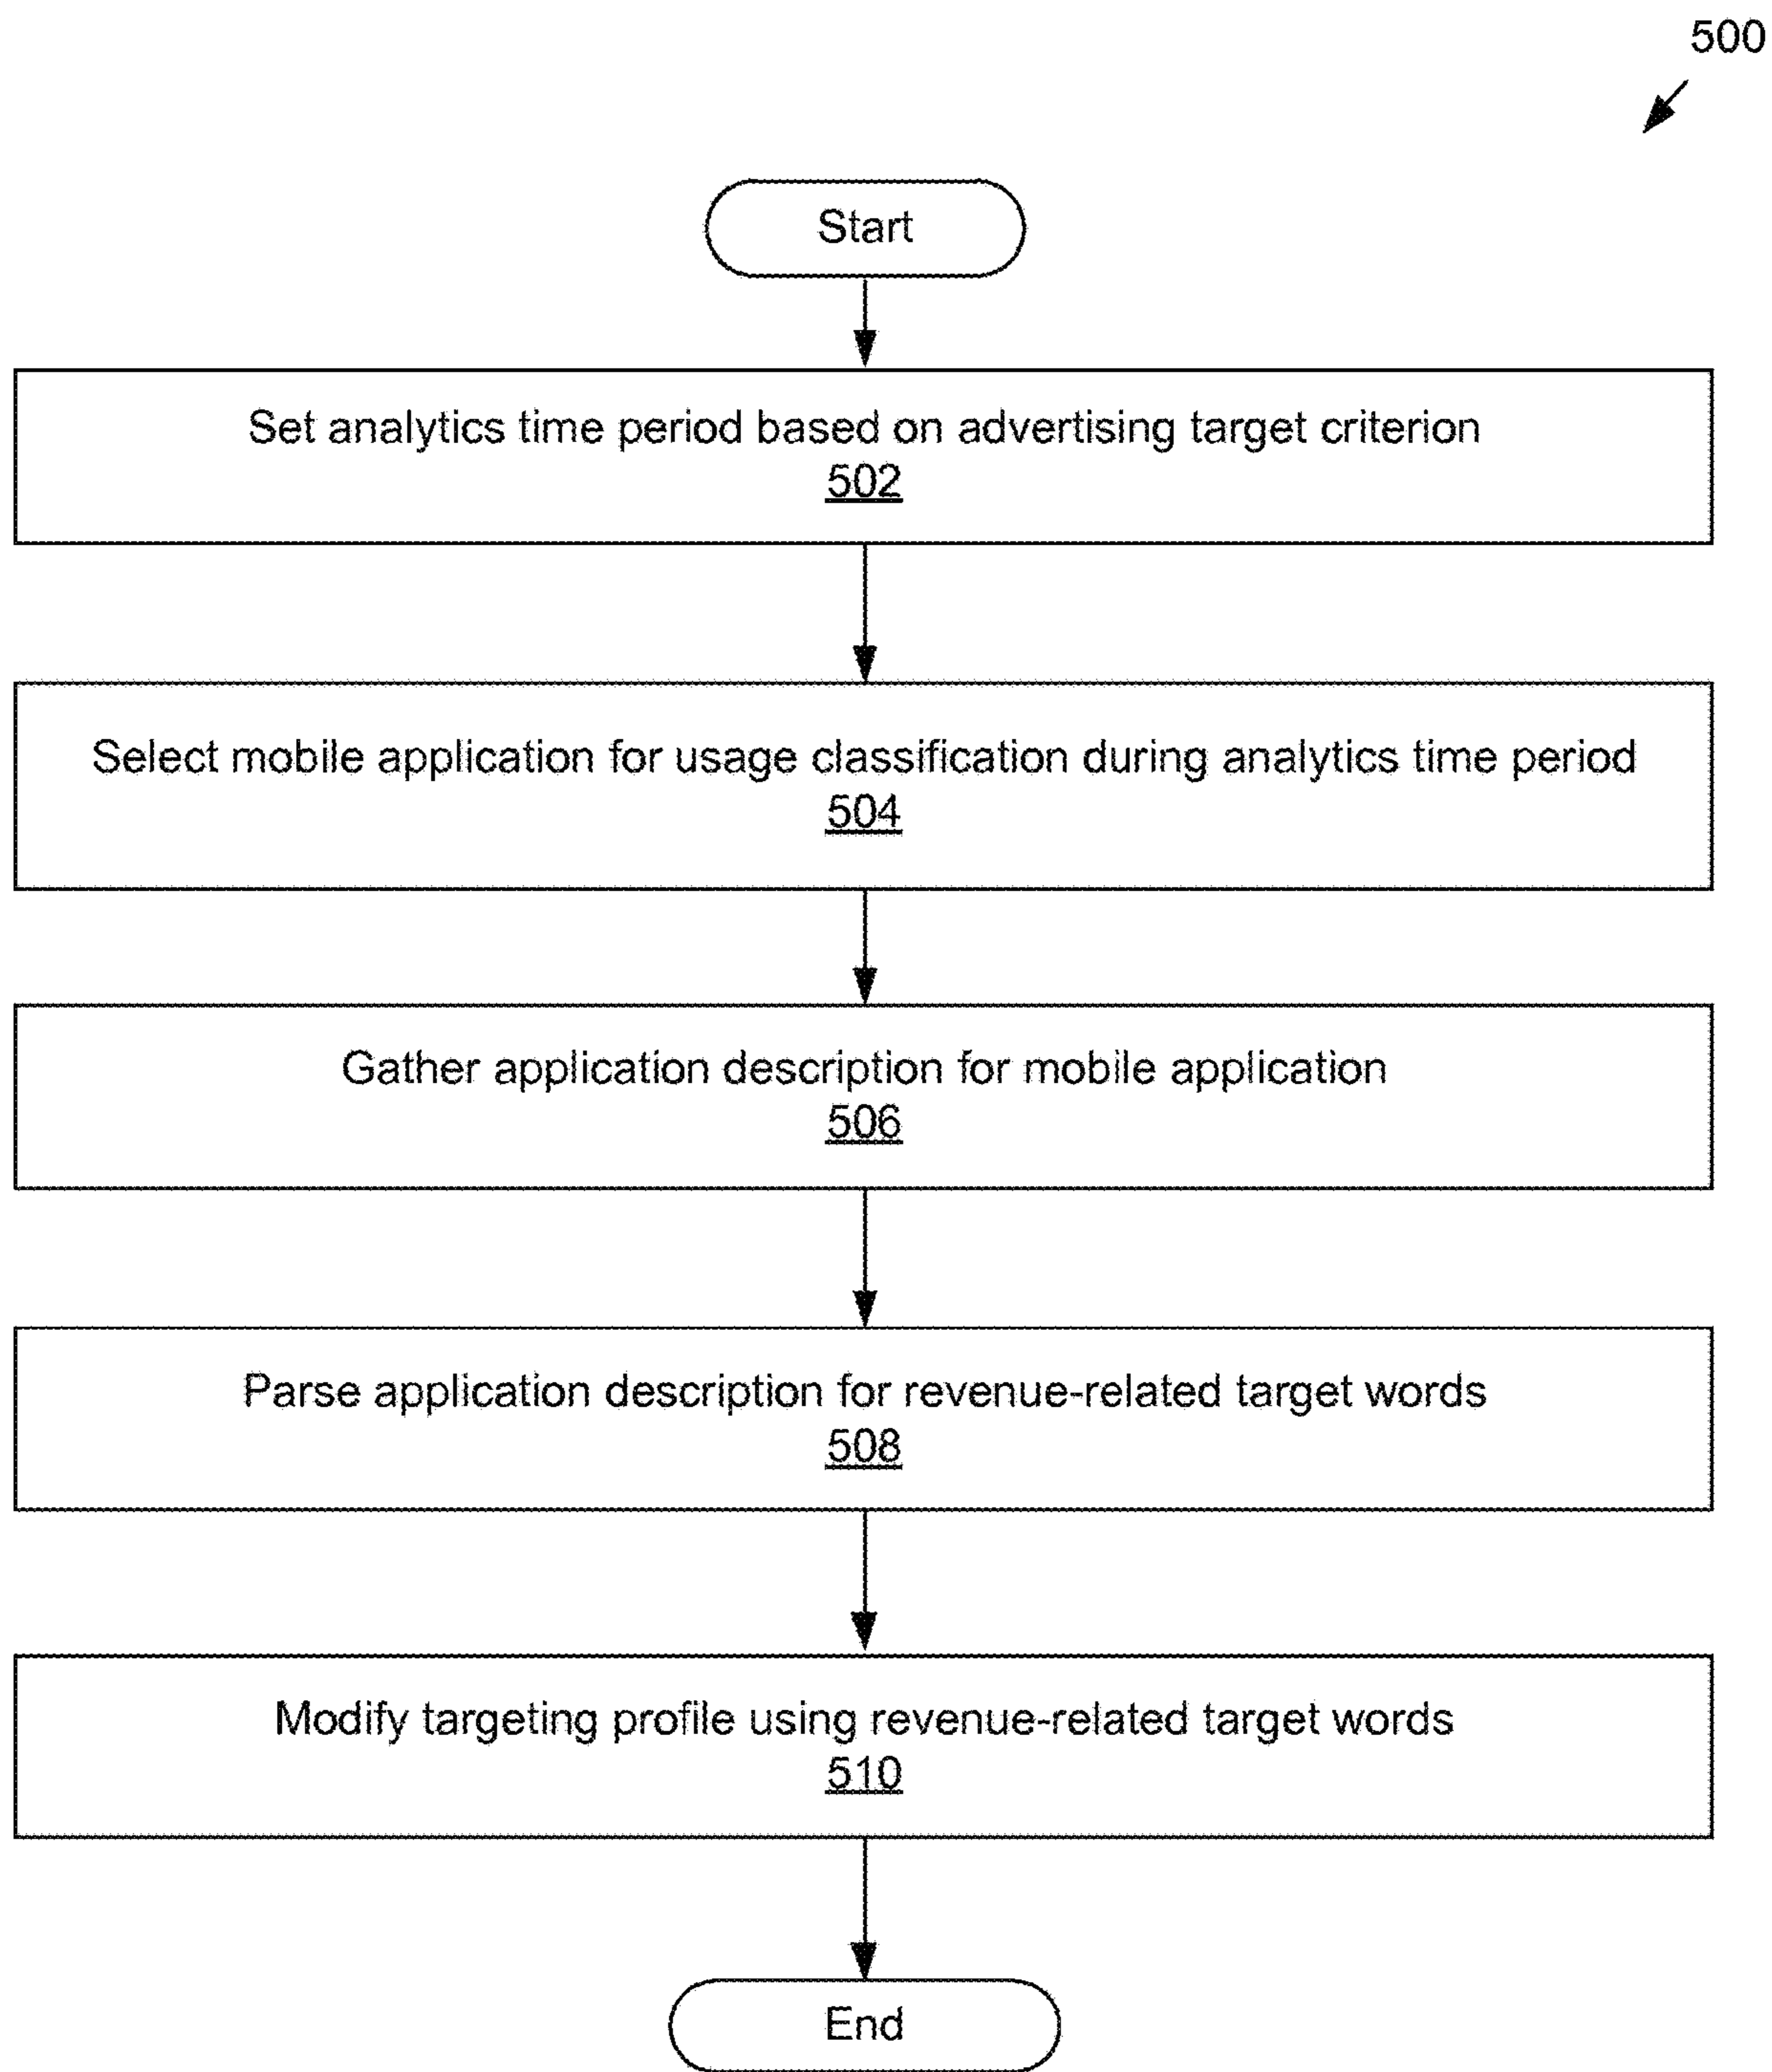 500
Start
Set analytics time period based on advertising target criterion
502
Select mobile application for usage classification during analytics time period
504
Gather application description for mobile application
506
Parse application description for revenue-related target words
508
Modify targeting profile using revenue-related target words
510
End